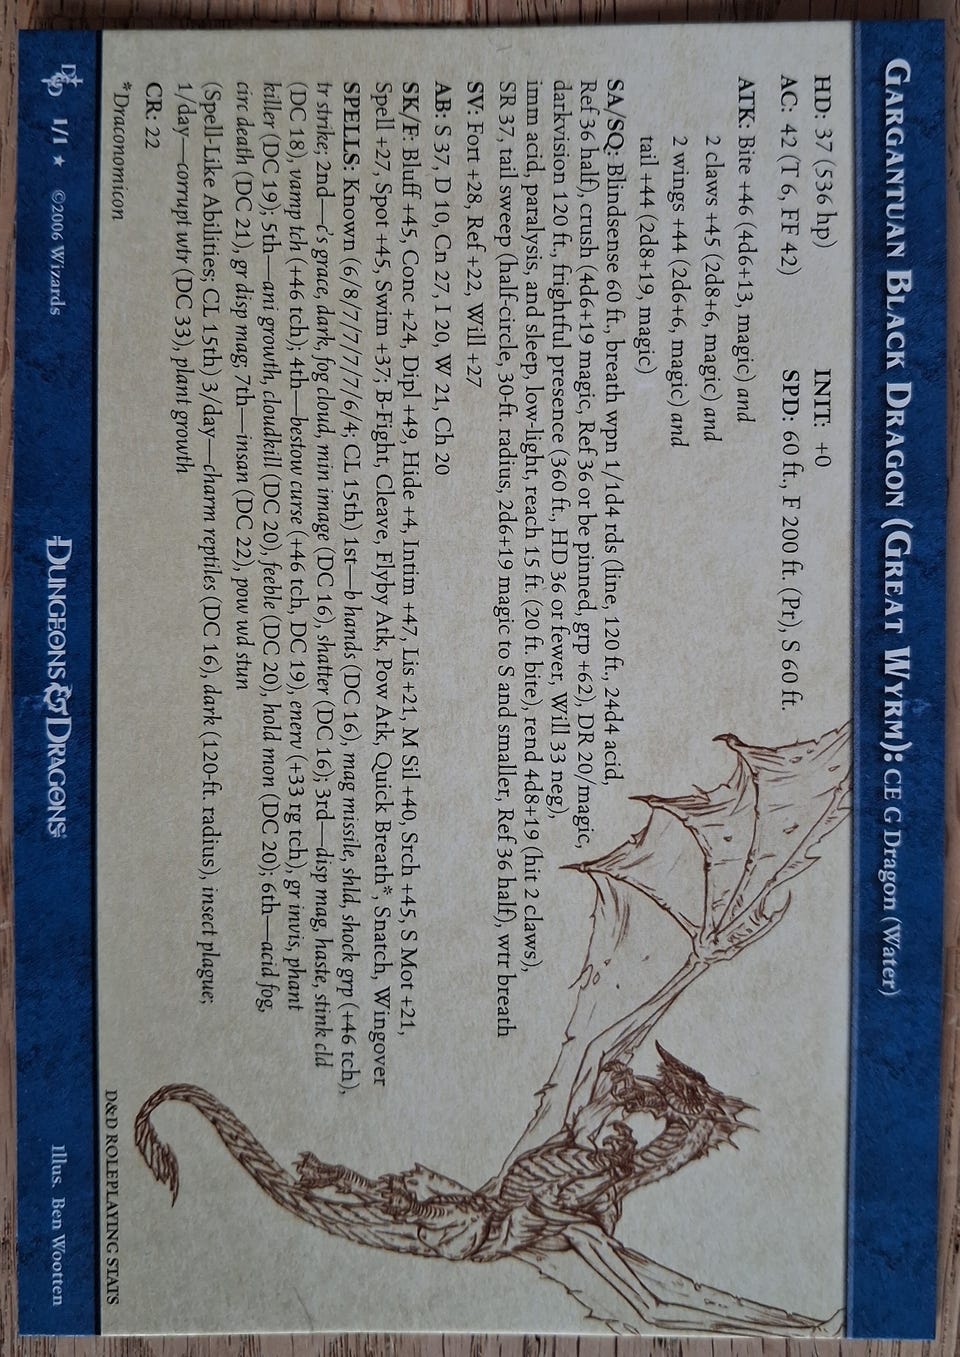 GARGANTUAN BLACK DRAGON (GREAT WYRM): CE G DRAGON (WATER)
HD: 37 (536 hp) INIT: +0
AC: 42 (T 6, FF 42) SPD: 60 ft., F 200 ft. (Pr), S 60 ft.
ATK: Bite +46 (4d6+13, magic) and
2 claws +45 (2d8+6, magic) and
2 wings +44 (2d6+6, magic) and
tail +44 (2d8+19, magic)
SA/SQ: Blindsense 60 ft., breath wpn 1/1d4 rds (line, 120 ft., 24d4 acid,
Ref 36 half), crush (4d6+19 magic, Ref 36 or be pinned, grp +62), DR 20/magic,
darkvision 120 ft., frightful presence (360 ft., HD 36 or fewer, Will 33 neg),
imm acid, paralysis, and sleep, low-light, reach 15 ft. (20 ft. bite), rend 4d8+19 (hit 2 claws),
SR 37, tail sweep (half-circle, 30-ft. radius, 2d6+19 magic to S and smaller, Ref 36 half), wtr breath
SV: Fort +28, Ref +22, Will +27
AB: S 37, D 10, Cn 27, I 20, W 21, Ch 20
SK/F: Bluff +45, Conc +24, Dipl +49, Hide +4, Intim +47, Lis +21, M Sil +40, Srch +45, S Mot +21,
Spell +27, Spot +45, Swim +37; B-Fight, Cleave, Flyby Atk, Pow Atk, Quick Breath*, Snatch, Wingover
SPELLS: Known (6/8/7/7/7/7/6/4; CL 15th) 1st—b hands (DC 16), mag missile, shld, shock grp (+46 tch),
tr strike; 2nd—c's grace, dark, fog cloud, min image (DC 16), shatter (DC 16); 3rd—disp mag, haste, stink cld
(DC 18), vamp tch (+46 tch); 4th—bestow curse (+46 tch, DC 19), enerv (+33 rg tch), gr invis, phant
killer (DC 19); 5th—ani growth, cloudkill (DC 20), feeble (DC 20), hold mon (DC 20); 6th—acid fog,
circ death (DC 21), gr disp mag; 7th—insan (DC 22), pow wd stun
(Spell-Like Abilities; CL 15th) 3/day—charm reptiles (DC 16), dark (120-ft. radius), insect plague;
1/day—corrupt wtr (DC 33), plant growth
CR: 22
*Draconomicon
D&D ROLEPLAYING STATS
D&D 1/1 ★ ©2006 Wizards DUNGEONS & DRAGONS® Illus. Ben Wootten